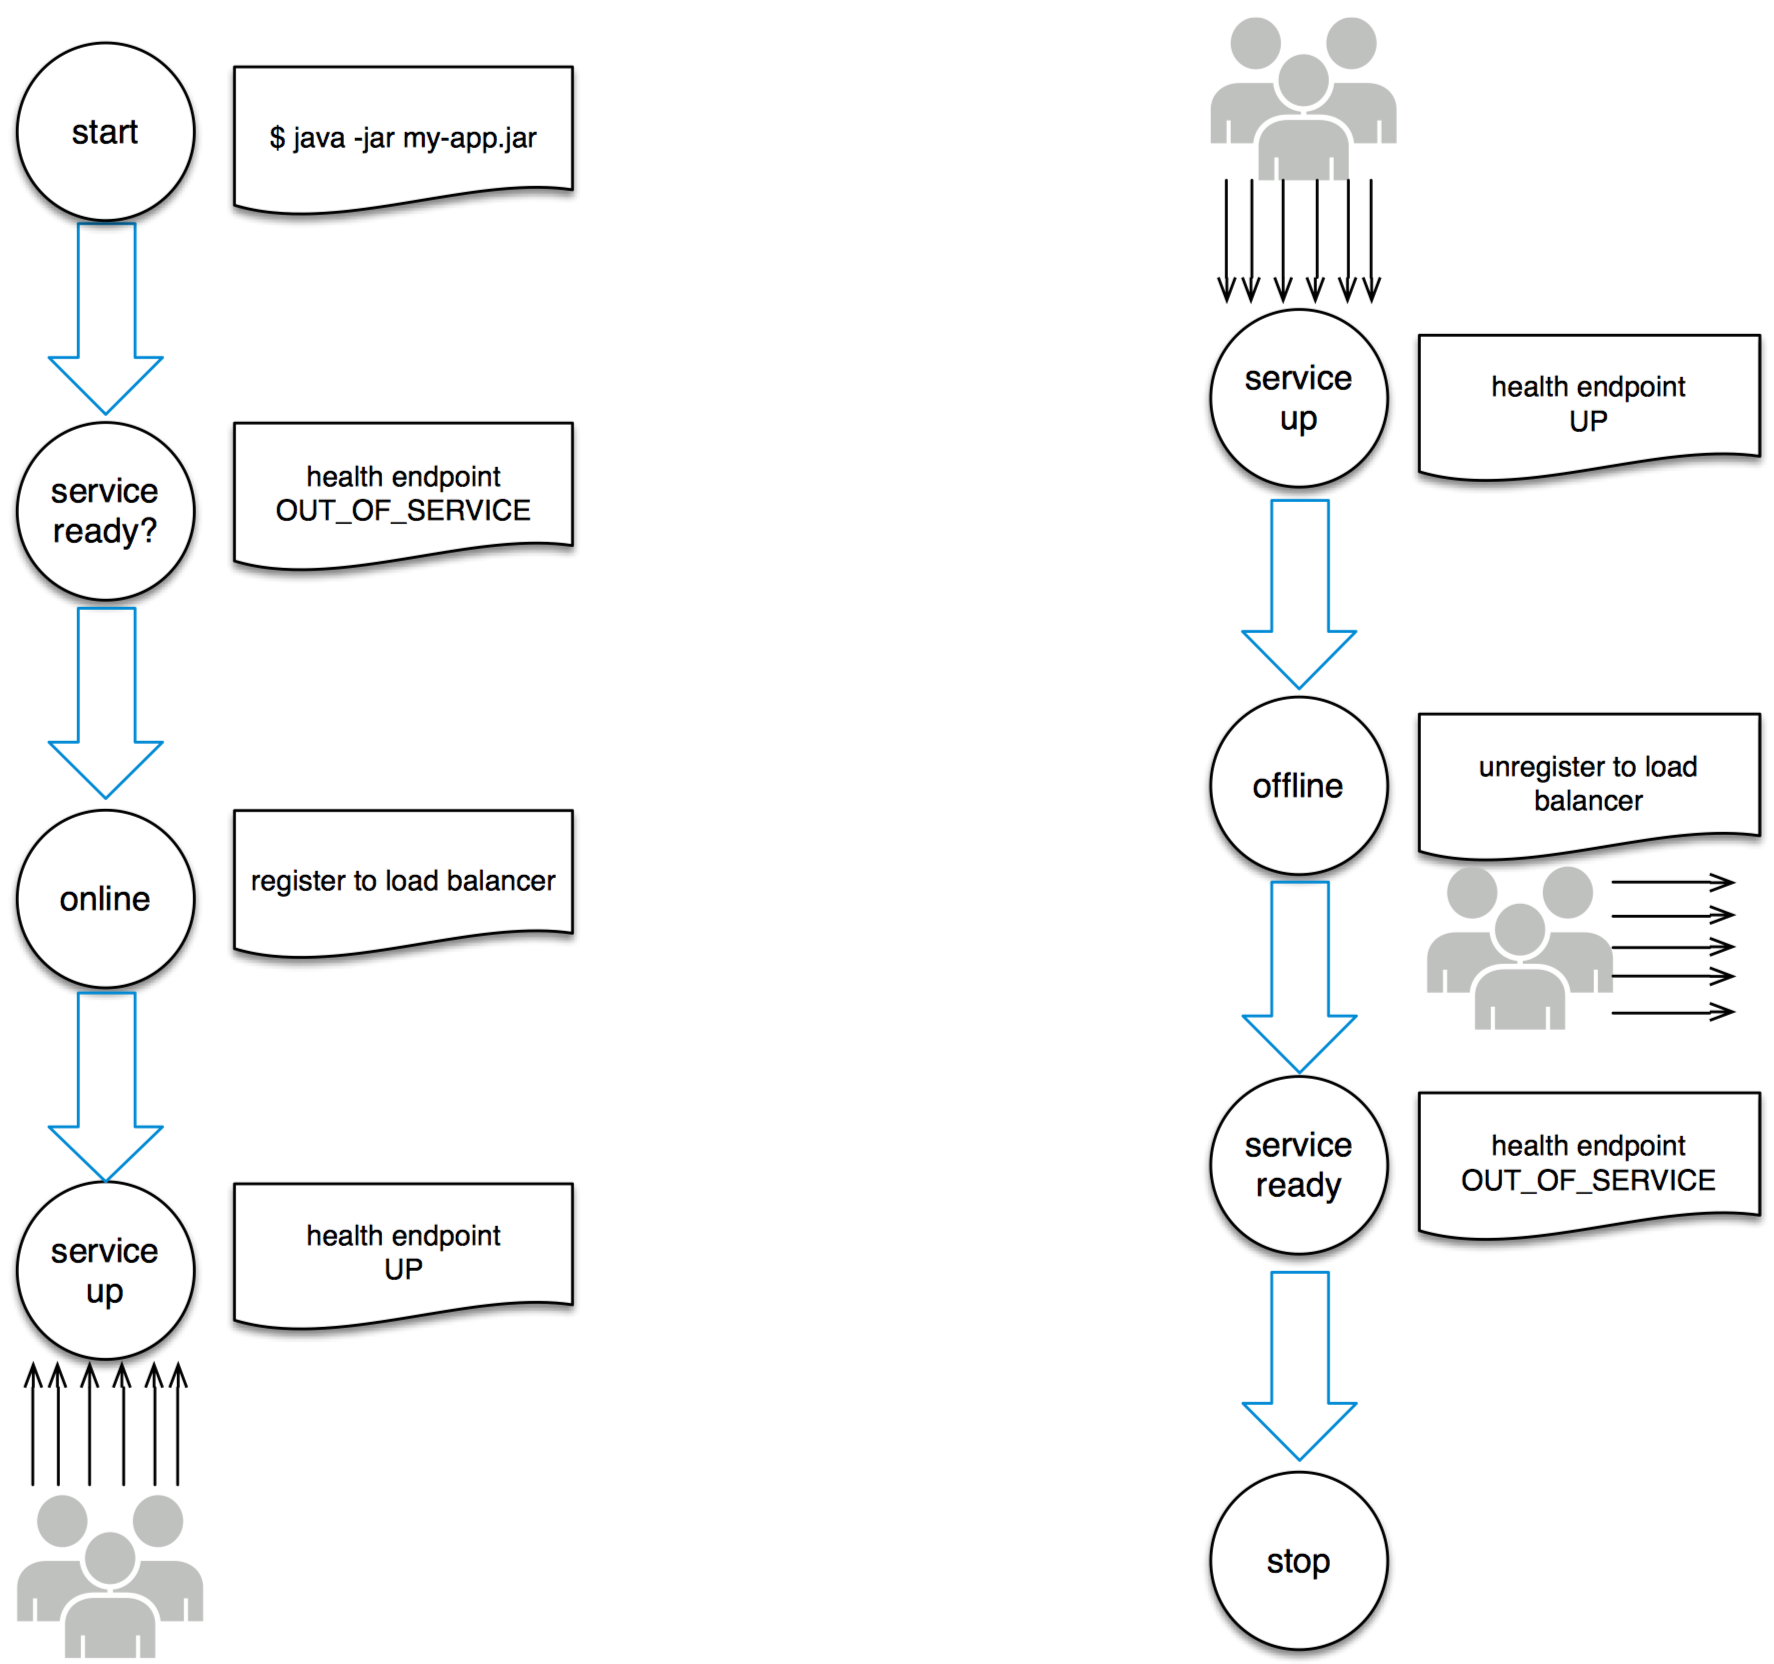 start
$ java -jar my-app.jar
service
ready?
health endpoint
OUT_OF_SERVICE
online
register to load balancer
service
up
health endpoint
UP
service
up
health endpoint
UP
offline
unregister to load
balancer
service
ready
health endpoint
OUT_OF_SERVICE
stop